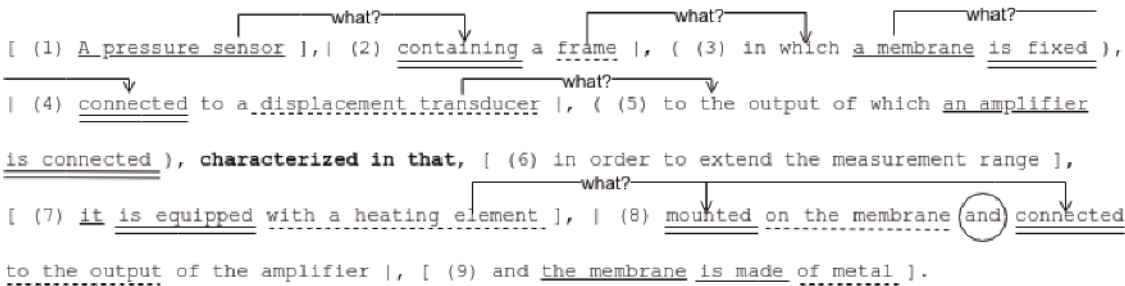 what? what? what?
[ (1) A pressure sensor ],| (2) containing a frame |, ( (3) in which a membrane is fixed ),
what?
| (4) connected to a displacement transducer |, ( (5) to the output of which an amplifier
is connected ), characterized in that, [ (6) in order to extend the measurement range ],
what?
[ (7) it is equipped with a heating element ], | (8) mounted on the membrane and connected
to the output of the amplifier |, [ (9) and the membrane is made of metal ].